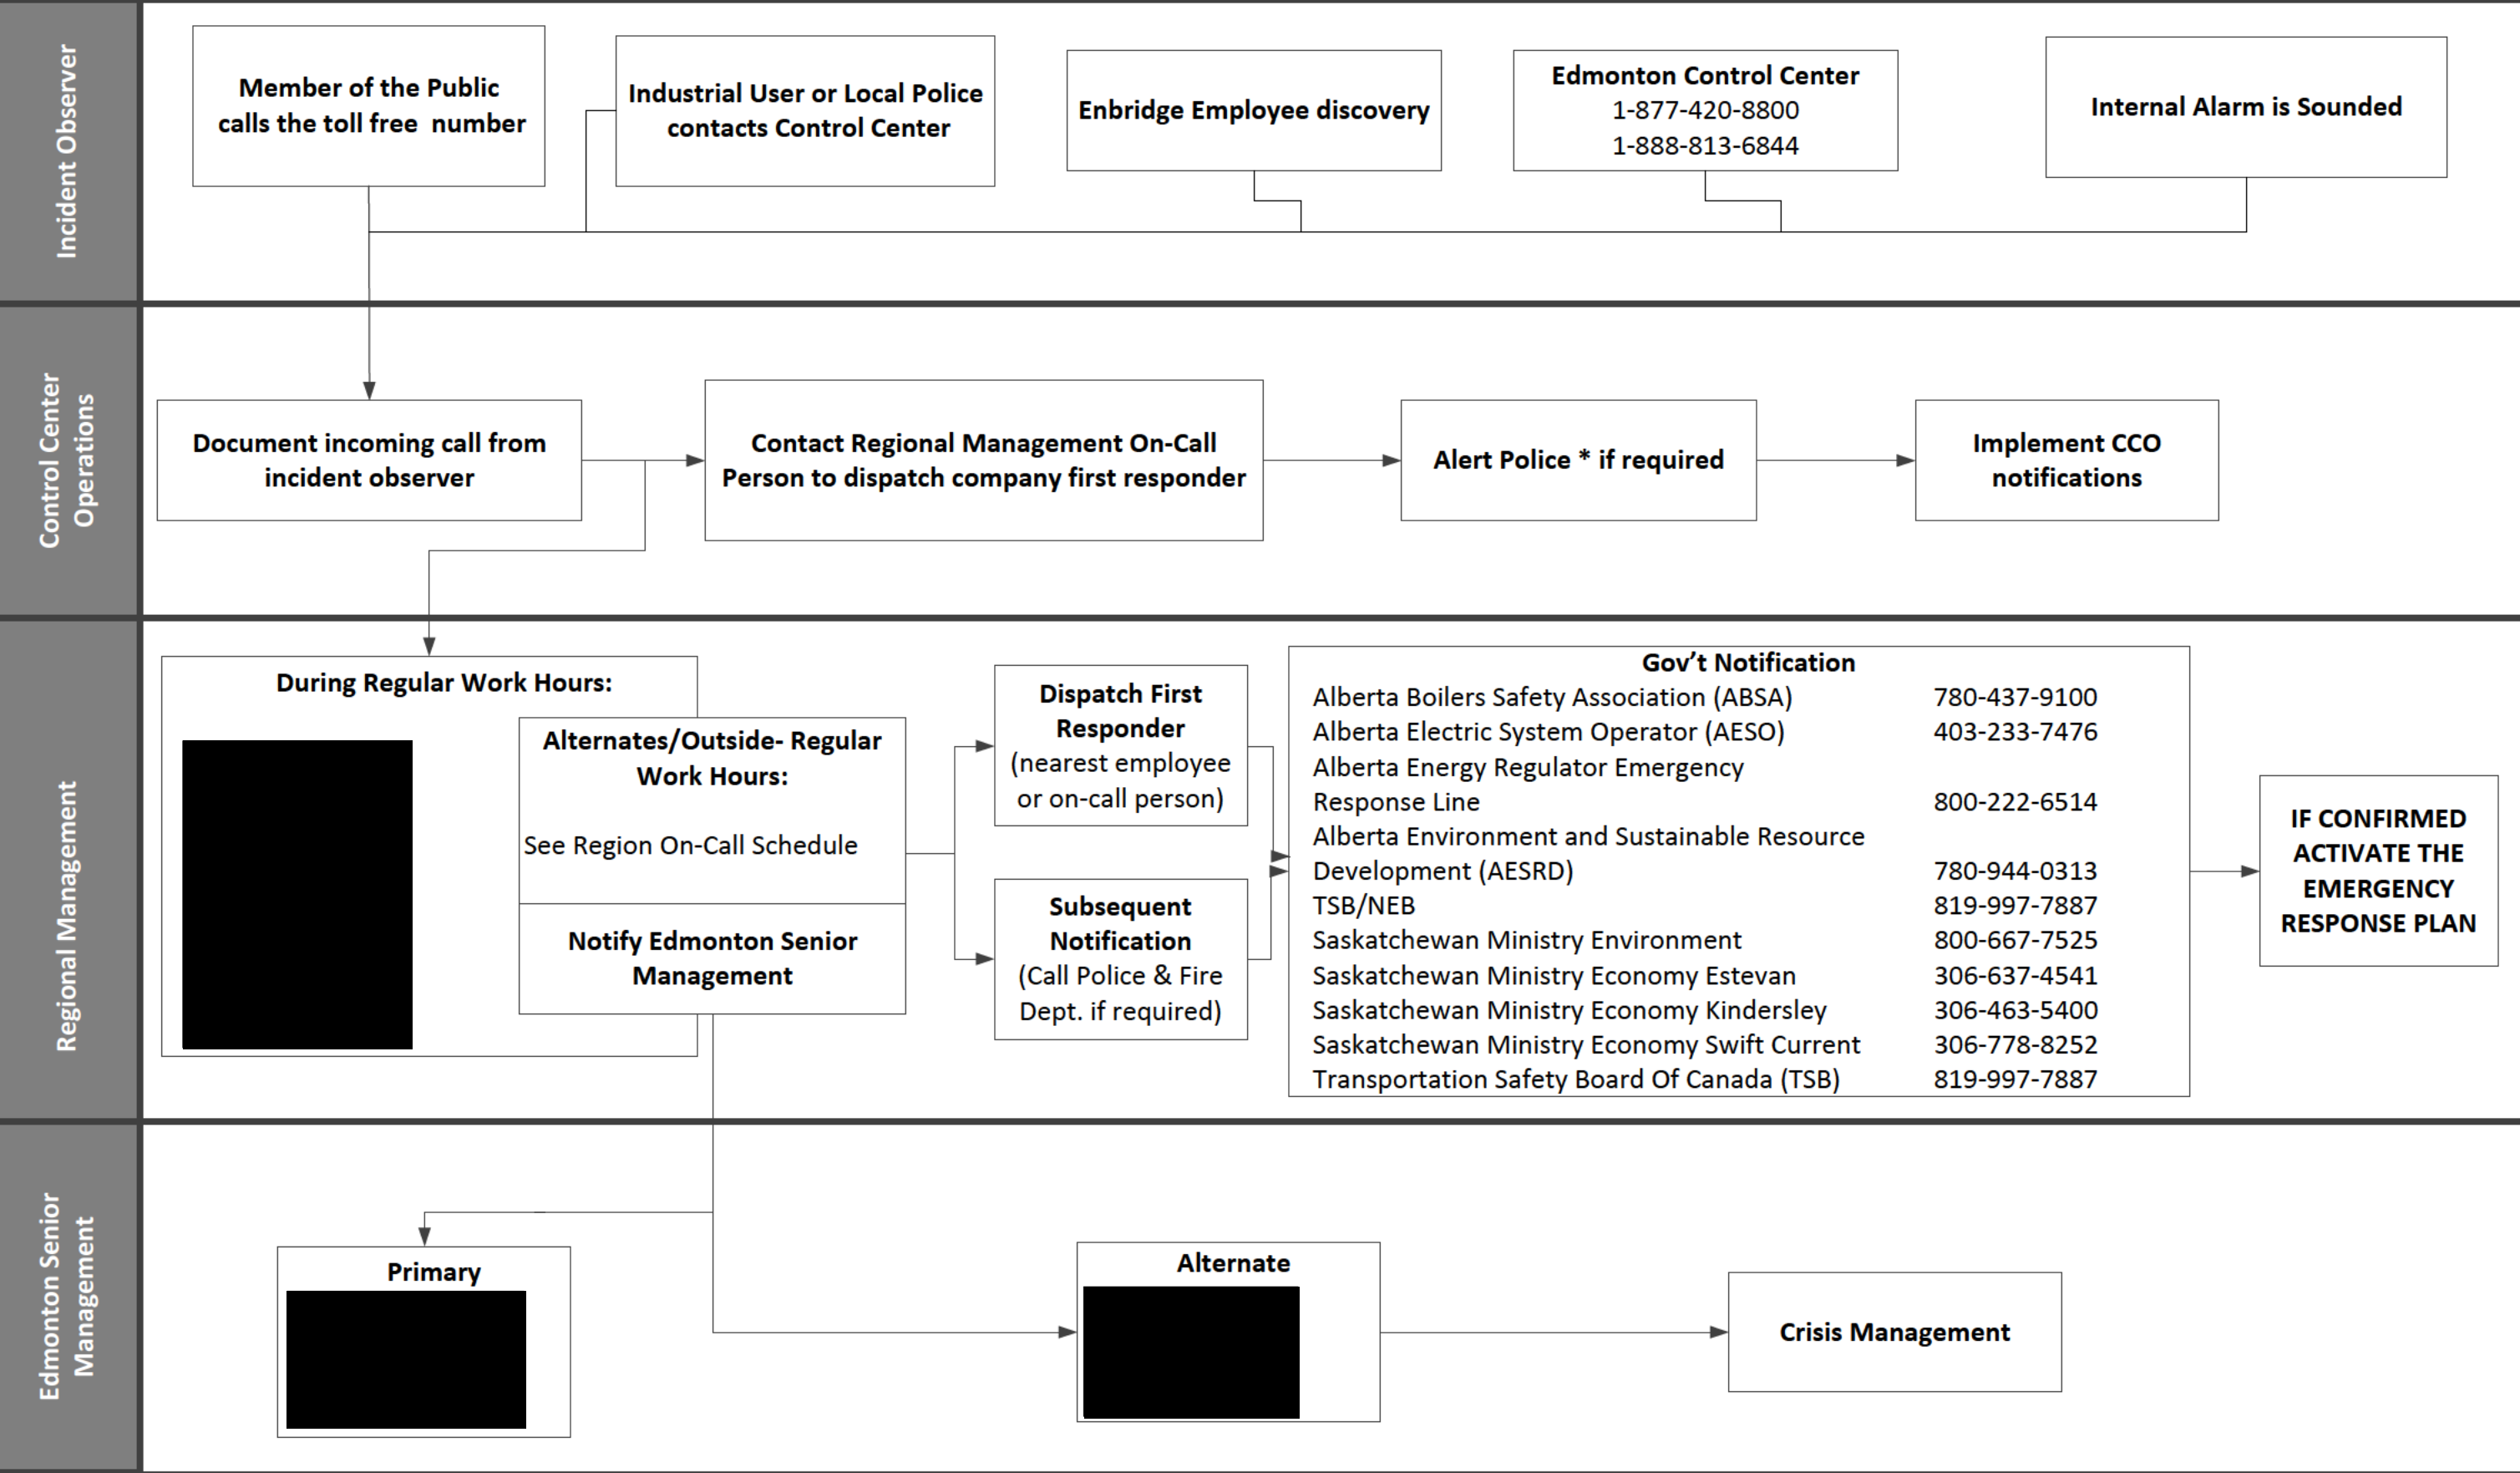 Incident Observer
Member of the Public
calls the toll free number
Industrial User or Local Police
contacts Control Center
Enbridge Employee discovery
Edmonton Control Center
1-877-420-8800
1-888-813-6844
Internal Alarm is Sounded
Control Center
Operations
Document incoming call from
incident observer
Contact Regional Management On-Call
Person to dispatch company first responder
Alert Police * if required
Implement CCO
notifications
Regional Management
During Regular Work Hours:
Alternates/Outside- Regular
Work Hours:
See Region On-Call Schedule
Notify Edmonton Senior
Management
Dispatch First
Responder
(nearest employee
or on-call person)
Subsequent
Notification
(Call Police & Fire
Dept. if required)
Gov’t Notification
Alberta Boilers Safety Association (ABSA) 780-437-9100
Alberta Electric System Operator (AESO) 403-233-7476
Alberta Energy Regulator Emergency
Response Line 800-222-6514
Alberta Environment and Sustainable Resource
Development (AESRD) 780-944-0313
TSB/NEB 819-997-7887
Saskatchewan Ministry Environment 800-667-7525
Saskatchewan Ministry Economy Estevan 306-637-4541
Saskatchewan Ministry Economy Kindersley 306-463-5400
Saskatchewan Ministry Economy Swift Current 306-778-8252
Transportation Safety Board Of Canada (TSB) 819-997-7887
IF CONFIRMED
ACTIVATE THE
EMERGENCY
RESPONSE PLAN
Edmonton Senior
Management
Primary
Alternate
Crisis Management